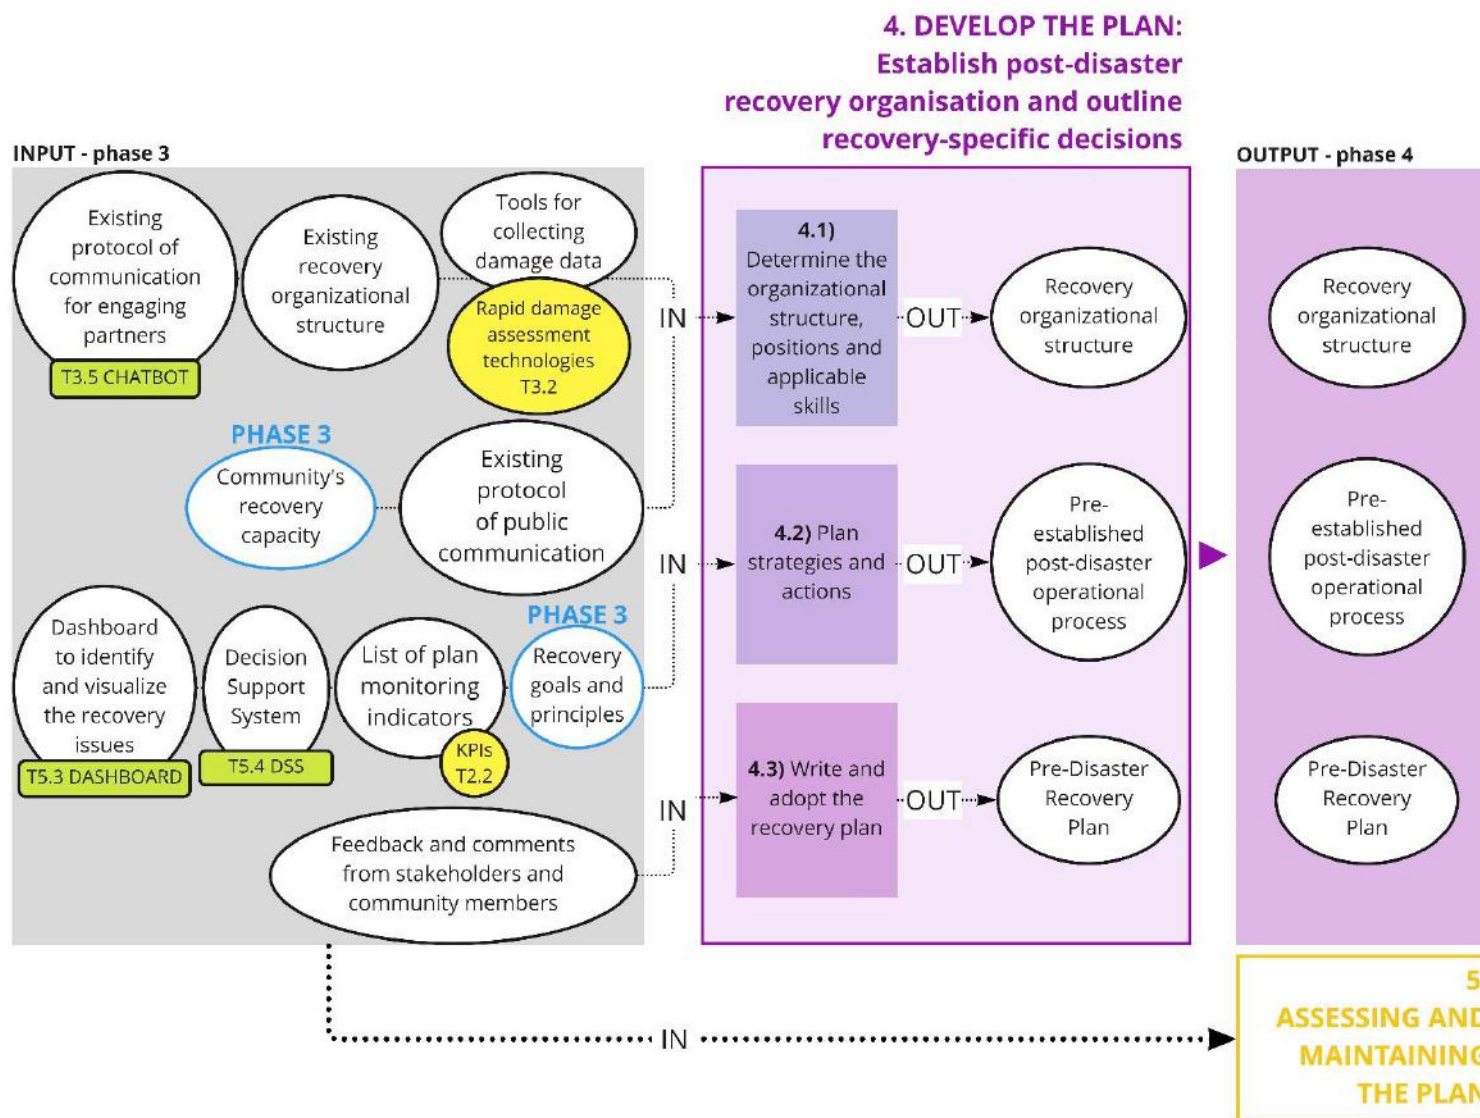 4. DEVELOP THE PLAN:
Establish post-disaster
recovery organisation and outline
recovery-specific decisions
INPUT - phase 3
OUTPUT - phase 4
Existing
protocol of
communication
for engaging
partners
T3.5 CHATBOT
Existing
recovery
organizational
structure
Tools for
collecting
damage data
Rapid damage
assessment
technologies
T3.2
PHASE 3
Community's
recovery
capacity
Existing
protocol
of public
communication
Dashboard
to identify
and visualize
the recovery
issues
T5.3 DASHBOARD
Decision
Support
System
T5.4 DSS
List of plan
monitoring
indicators
KPIs
T2.2
PHASE 3
Recovery
goals and
principles
Feedback and comments
from stakeholders and
community members
IN
4.1)
Determine the
organizational
structure,
positions and
applicable
skills
OUT
Recovery
organizational
structure
IN
4.2) Plan
strategies and
actions
OUT
Pre-
established
post-disaster
operational
process
IN
4.3) Write and
adopt the
recovery plan
OUT
Pre-Disaster
Recovery
Plan
Recovery
organizational
structure
Pre-
established
post-disaster
operational
process
Pre-Disaster
Recovery
Plan
IN
5
ASSESSING AND
MAINTAINING
THE PLAN